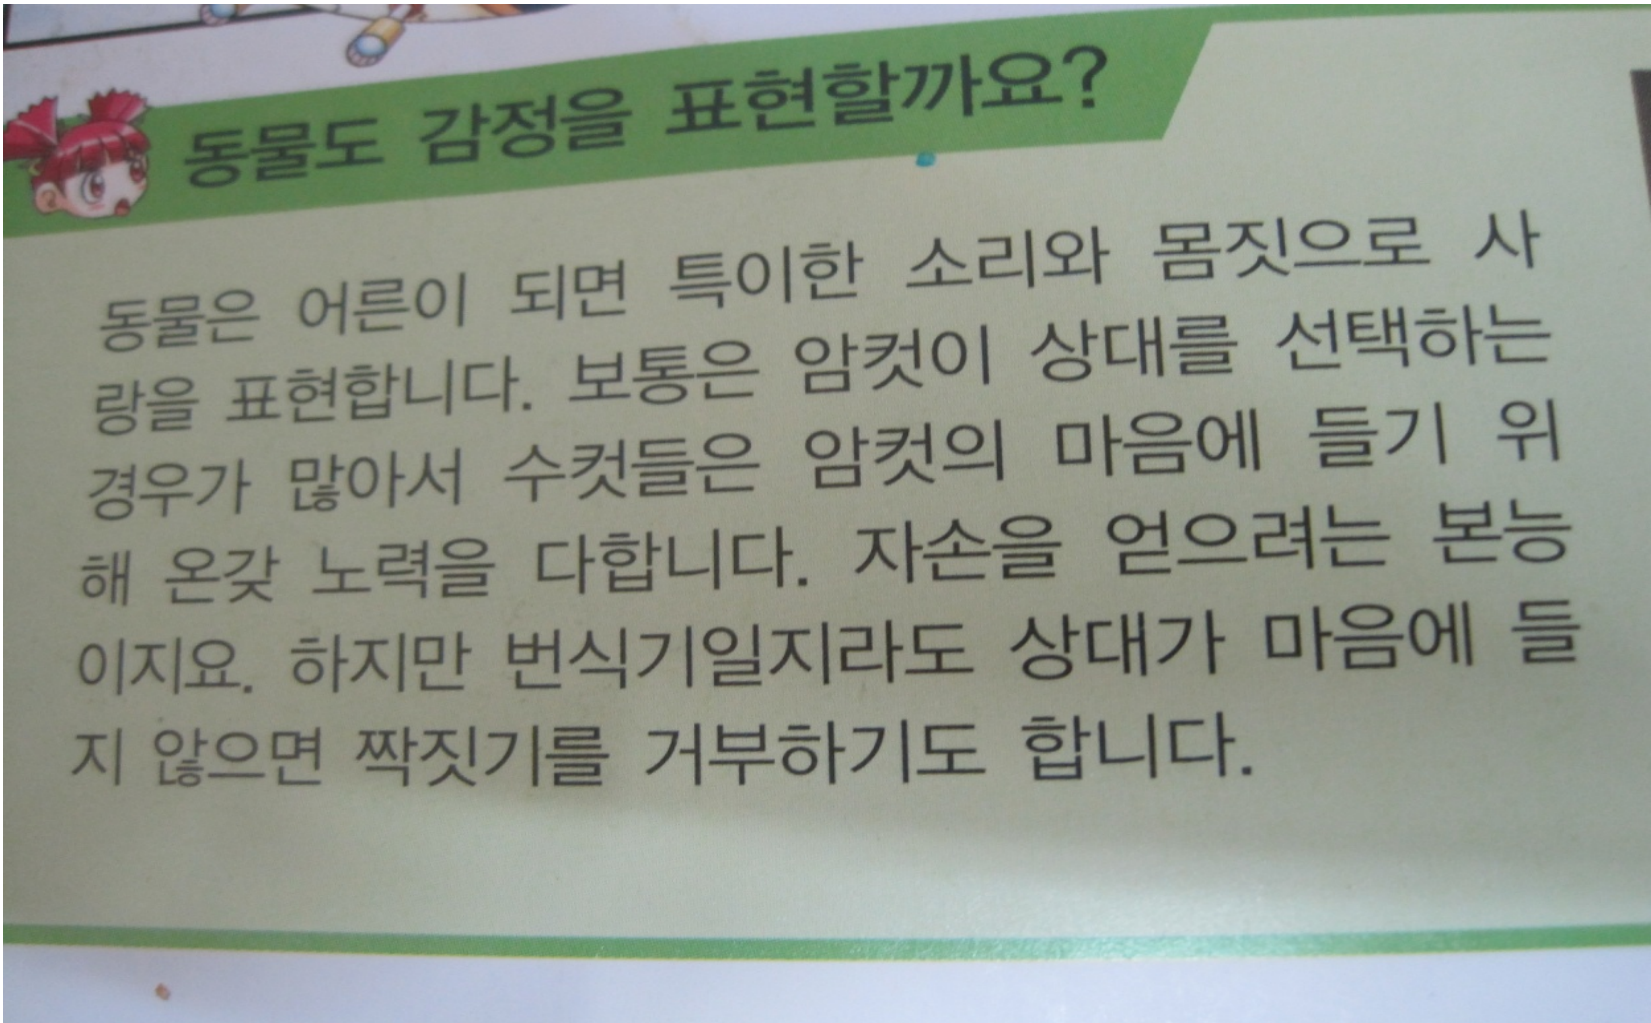 동물도 감정을 표현할까요?
동물은 어른이 되면 특이한 소리와 몸짓으로 사
랑을 표현합니다. 보통은 암컷이 상대를 선택하는
경우가 많아서 수컷들은 암컷의 마음에 들기 위
해 온갖 노력을 다합니다. 자손을 얻으려는 본능
이지요. 하지만 번식기일지라도 상대가 마음에 들
지 않으면 짝짓기를 거부하기도 합니다.